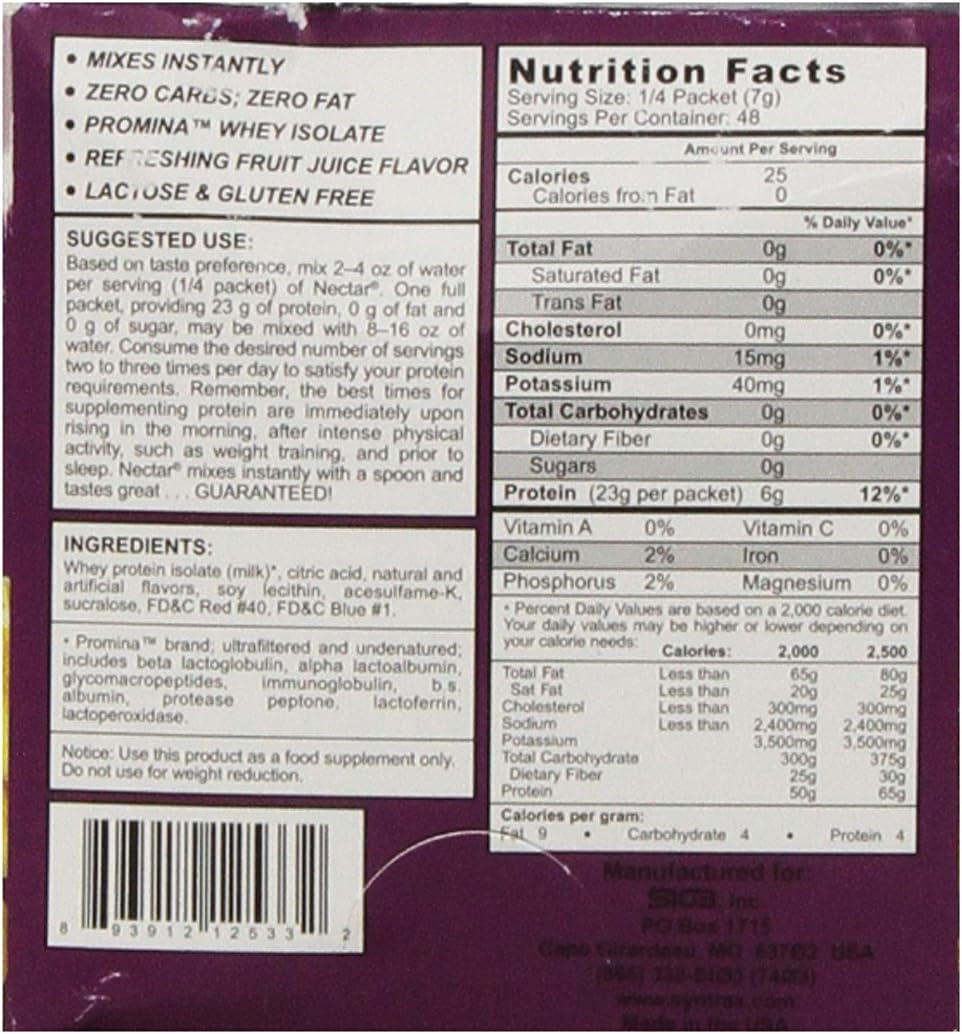 • MIXES INSTANTLY
• ZERO CARBS; ZERO FAT
• PROMINA™ WHEY ISOLATE
• REFRESHING FRUIT JUICE FLAVOR
• LACTOSE & GLUTEN FREE
SUGGESTED USE:
Based on taste preference, mix 2–4 oz of water
per serving (1/4 packet) of Nectar®. One full
packet, providing 23 g of protein, 0 g of fat and
0 g of sugar, may be mixed with 8–16 oz of
water. Consume the desired number of servings
two to three times per day to satisfy your protein
requirements. Remember, the best times for
supplementing protein are immediately upon
rising in the morning, after intense physical
activity, such as weight training, and prior to
sleep. Nectar® mixes instantly with a spoon and
tastes great . . . GUARANTEED!
INGREDIENTS:
Whey protein isolate (milk)*, citric acid, natural and
artificial flavors, soy lecithin, acesulfame-K,
sucralose, FD&C Red #40, FD&C Blue #1.
* Promina™ brand; ultrafiltered and undenatured;
includes beta lactoglobulin, alpha lactoalbumin,
glycomacropeptides, immunoglobulin, b.s.
albumin, protease peptone, lactoferrin,
lactoperoxidase.
Notice: Use this product as a food supplement only.
Do not use for weight reduction.
8 93912 12533 2
Nutrition Facts
Serving Size: 1/4 Packet (7g)
Servings Per Container: 48
Amount Per Serving
Calories 25
Calories from Fat 0
% Daily Value*
Total Fat 0g 0%*
Saturated Fat 0g 0%*
Trans Fat 0g
Cholesterol 0mg 0%*
Sodium 15mg 1%*
Potassium 40mg 1%*
Total Carbohydrates 0g 0%*
Dietary Fiber 0g 0%*
Sugars 0g
Protein (23g per packet) 6g 12%*
Vitamin A 0% Vitamin C 0%
Calcium 2% Iron 0%
Phosphorus 2% Magnesium 0%
* Percent Daily Values are based on a 2,000 calorie diet.
Your daily values may be higher or lower depending on
your calorie needs:
Calories: 2,000 2,500
Total Fat Less than 65g 80g
Sat Fat Less than 20g 25g
Cholesterol Less than 300mg 300mg
Sodium Less than 2,400mg 2,400mg
Potassium 3,500mg 3,500mg
Total Carbohydrate 300g 375g
Dietary Fiber 25g 30g
Protein 50g 65g
Calories per gram:
Fat 9 • Carbohydrate 4 • Protein 4
Manufactured for:
Inc.
PO Box 1715
Cape Girardeau, MO 63702 USA
www.syntrax.com
Made in the USA